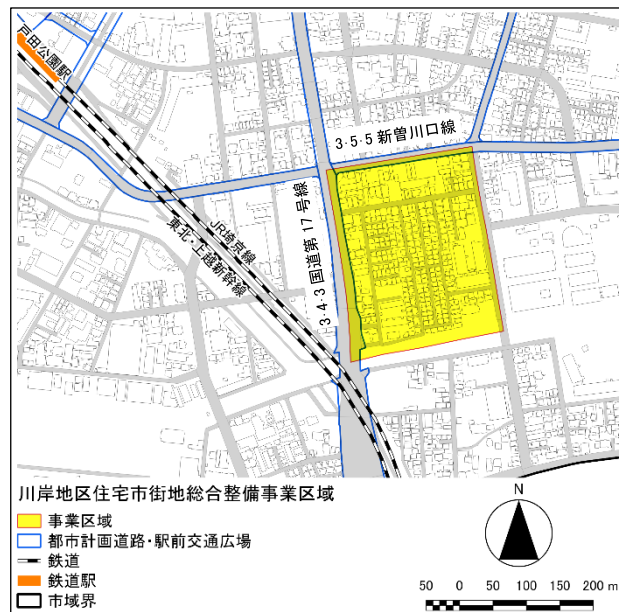 戸田公園駅
3・5・5 新曽川口線
3・4・3 国道第17号線
JR埼京線
東北・上越新幹線
川岸地区住宅市街地総合整備事業区域
事業区域
都市計画道路・駅前交通広場
鉄道
鉄道駅
市域界
N
50 0 50 100 150 200 m